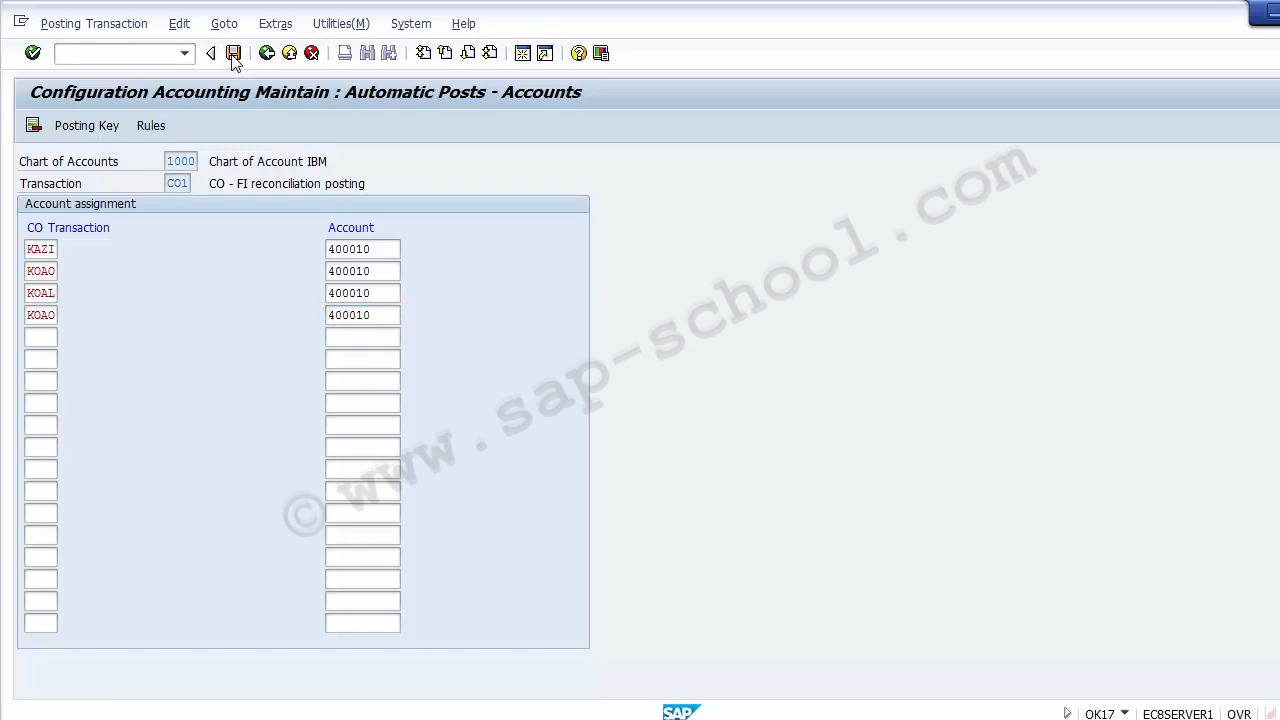 Posting Transaction Edit Goto Extras Utilities(M) System Help
Configuration Accounting Maintain : Automatic Posts - Accounts
Posting Key Rules
Chart of Accounts 1000 Chart of Account IBM
Transaction CO1 CO - FI reconciliation posting
Account assignment
CO Transaction Account
KAZI 400010
KOAO 400010
KOAL 400010
KOAO 400010
© www.sap-school.com
SAP OK17 EC8SERVER1 OVR